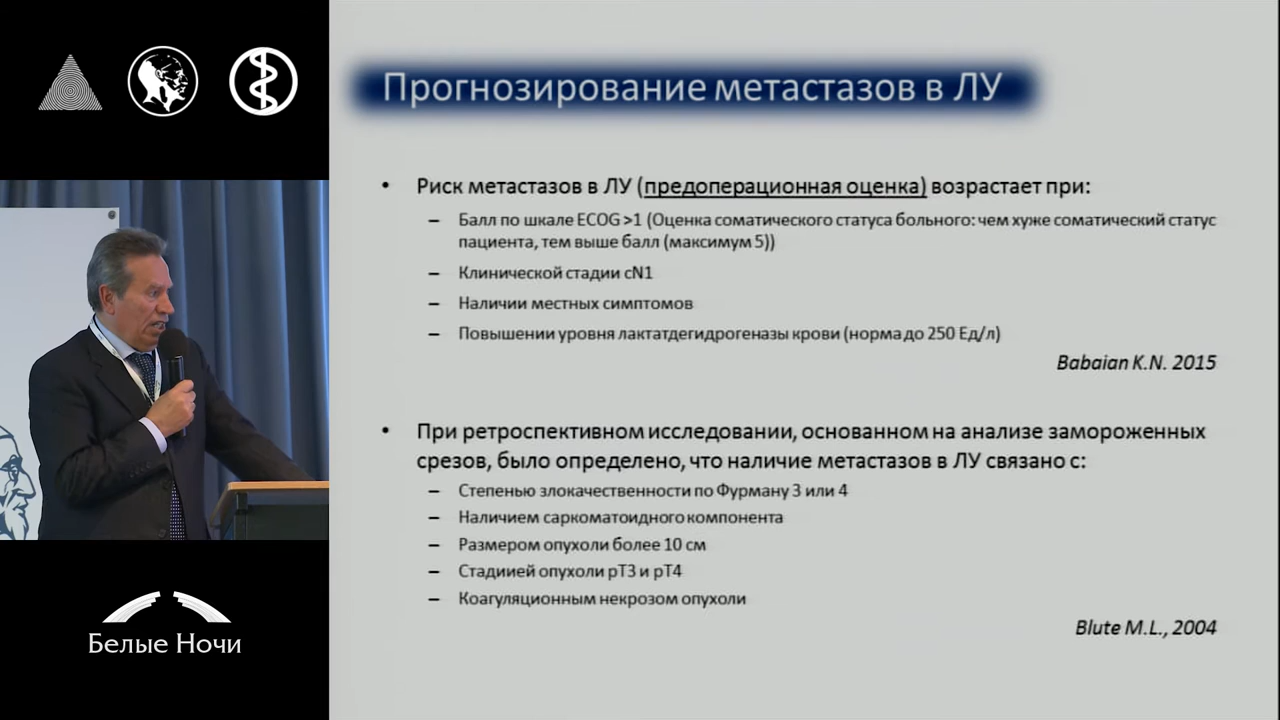 Прогнозирование метастазов в ЛУ
• Риск метастазов в ЛУ (предоперационная оценка) возрастает при:
– Балл по шкале ECOG >1 (Оценка соматического статуса больного: чем хуже соматический статус
пациента, тем выше балл (максимум 5))
– Клинической стадии cN1
– Наличии местных симптомов
– Повышении уровня лактатдегидрогеназы крови (норма до 250 Ед/л)
Babaian K.N. 2015
• При ретроспективном исследовании, основанном на анализе замороженных
срезов, было определено, что наличие метастазов в ЛУ связано с:
– Степенью злокачественности по Фурману 3 или 4
– Наличием саркоматоидного компонента
– Размером опухоли более 10 см
– Стадиией опухоли pT3 и pT4
– Коагуляционным некрозом опухоли
Blute M.L., 2004
Белые Ночи